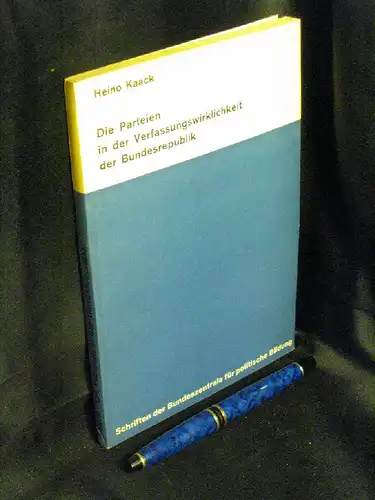 Heino Kaack
Die Parteien
in der Verfassungswirklichkeit
der Bundesrepublik
Schriften der Bundeszentrale für politische Bildung